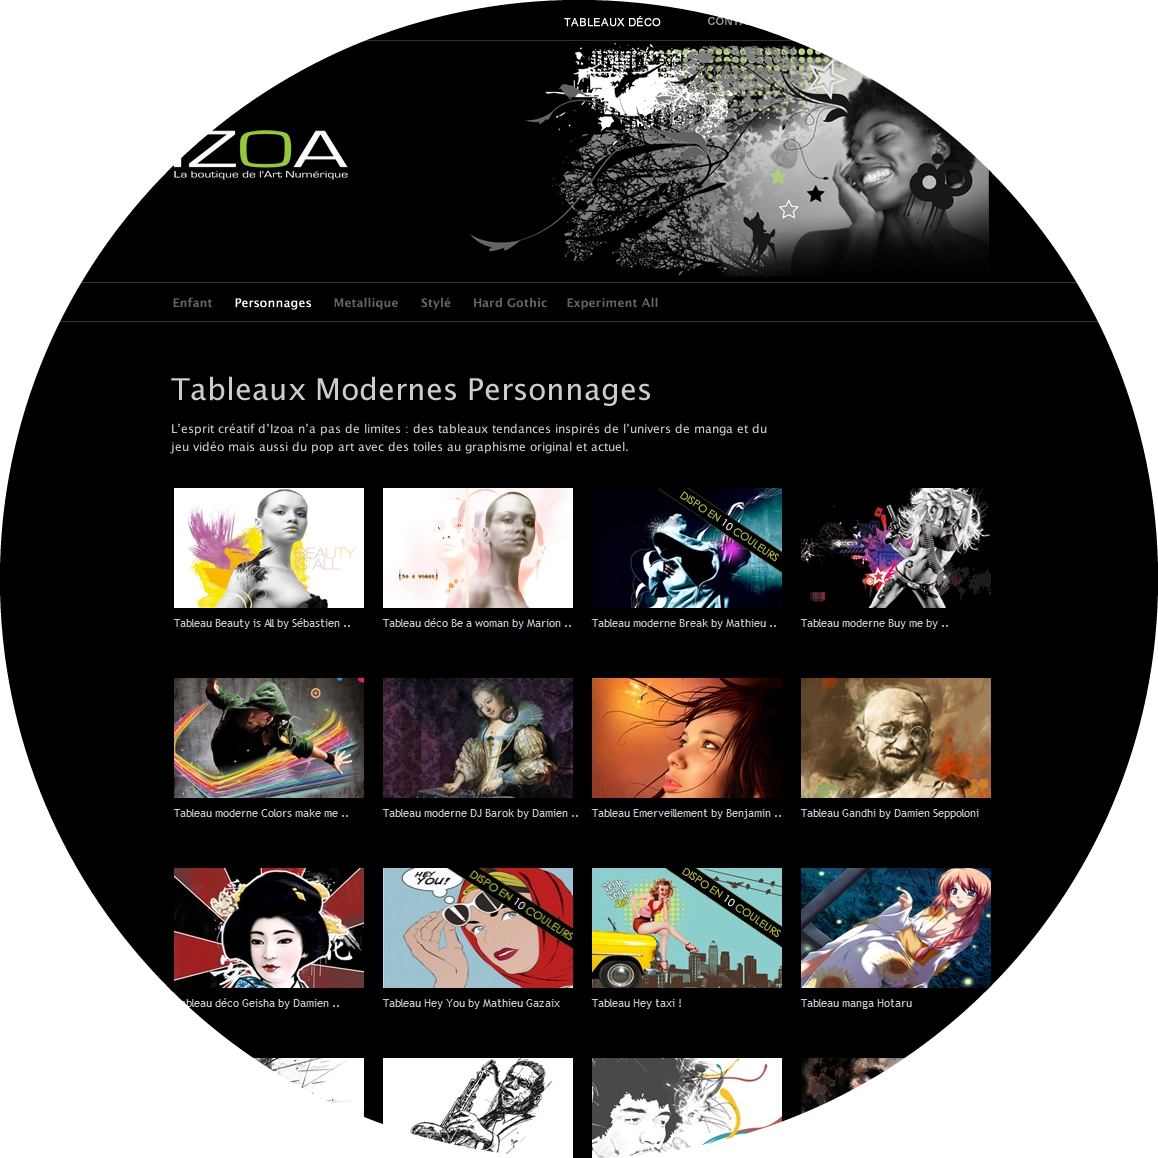 TABLEAUX DÉCO
IZOA
La boutique de l'Art Numérique
Enfant Personnages Metallique Stylé Hard Gothic Experiment All
Tableaux Modernes Personnages
L'esprit créatif d'Izoa n'a pas de limites : des tableaux tendances inspirés de l'univers de manga et du
jeu vidéo mais aussi du pop art avec des toiles au graphisme original et actuel.
BEAUTY
IS ALL
be a woman
DISPO EN 10 COULEURS
Tableau Beauty is All by Sébastien ..
Tableau déco Be a woman by Marion ..
Tableau moderne Break by Mathieu ..
Tableau moderne Buy me by ..
Tableau moderne Colors make me ..
Tableau moderne DJ Barok by Damien ..
Tableau Emerveillement by Benjamin ..
Tableau Gandhi by Damien Seppoloni
HEY
YOU!
DISPO EN 10 COULEURS
DISPO EN 10 COULEURS
déco Geisha by Damien ..
Tableau Hey You by Mathieu Gazaix
Tableau Hey taxi !
Tableau manga Hotaru